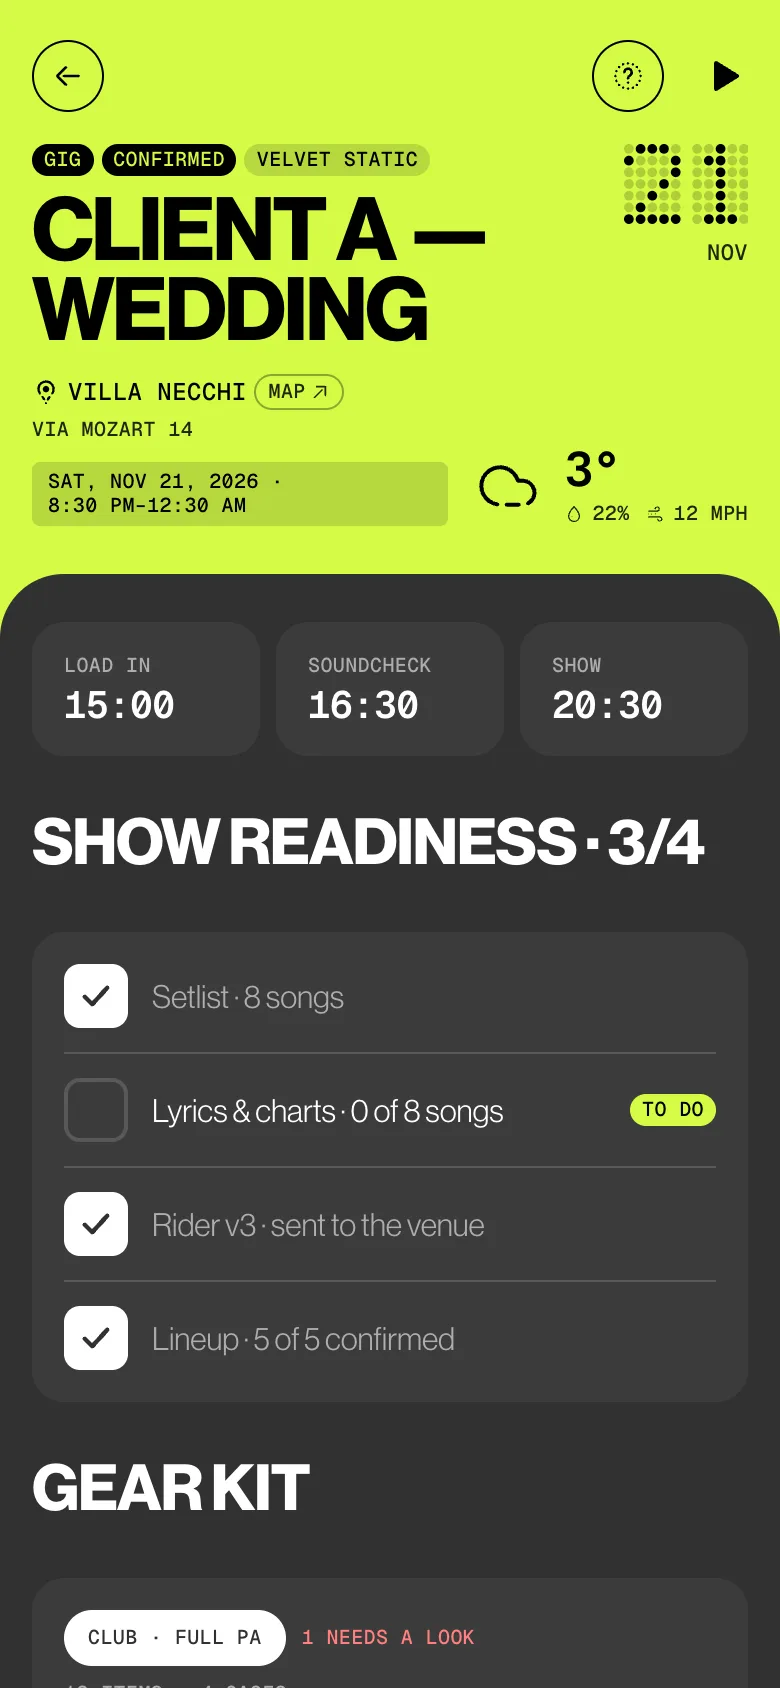 GIG CONFIRMED VELVET STATIC
21
NOV
CLIENT A —
WEDDING
VILLA NECCHI MAP ↗
VIA MOZART 14
SAT, NOV 21, 2026 ·
8:30 PM–12:30 AM
3°
22% 12 MPH
LOAD IN
15:00
SOUNDCHECK
16:30
SHOW
20:30
SHOW READINESS · 3/4
Setlist · 8 songs
Lyrics & charts · 0 of 8 songs
TO DO
Rider v3 · sent to the venue
Lineup · 5 of 5 confirmed
GEAR KIT
CLUB · FULL PA
1 NEEDS A LOOK